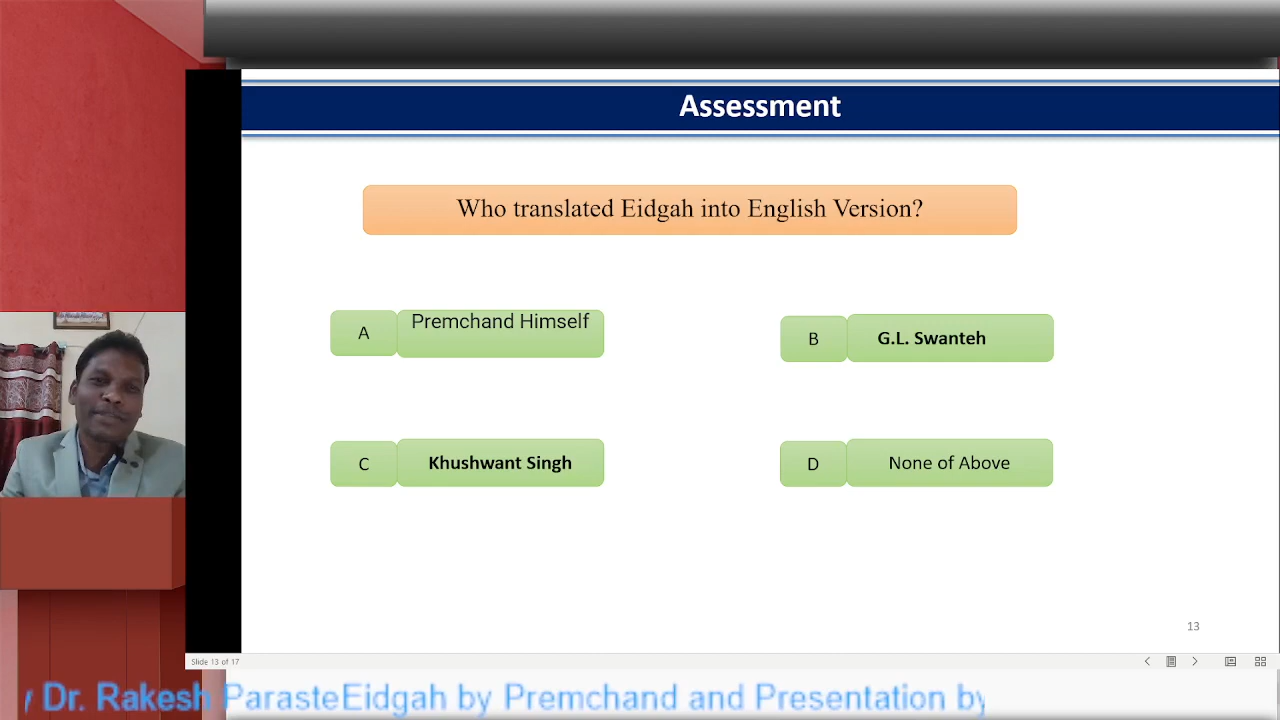 Assessment
Who translated Eidgah into English Version?
A
Premchand Himself
B
G.L. Swanteh
C
Khushwant Singh
D
None of Above
13
Slide 13 of 17
y Dr. Rakesh ParasteEidgah by Premchand and Presentation by